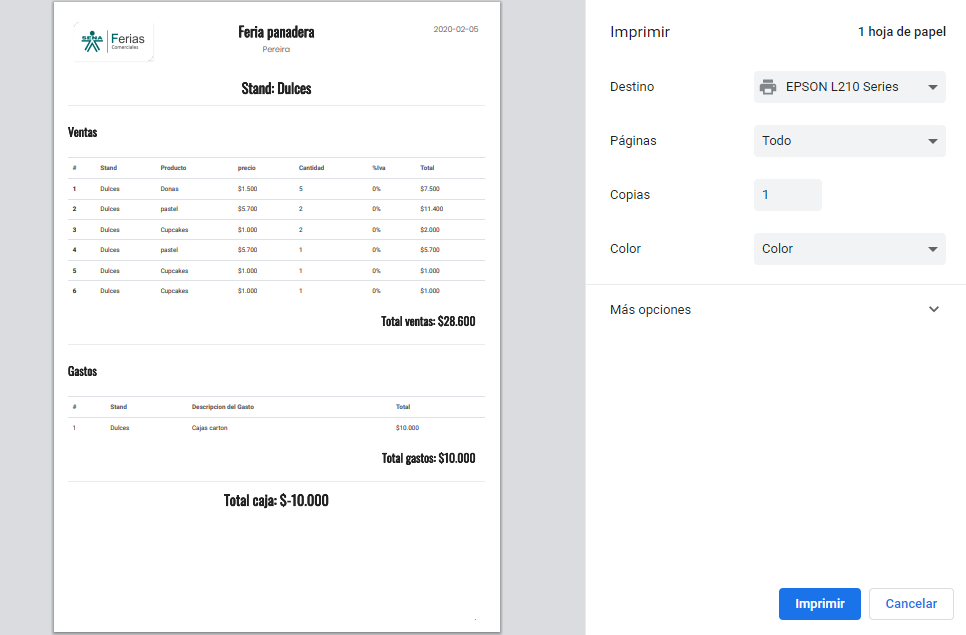 SENA Ferias
Comerciales
Feria panadera
2020-02-05
Pereira
Stand: Dulces
Ventas
# Stand Producto precio Cantidad %Iva Total
1 Dulces Donas $1.500 5 0% $7.500
2 Dulces pastel $5.700 2 0% $11.400
3 Dulces Cupcakes $1.000 2 0% $2.000
4 Dulces pastel $5.700 1 0% $5.700
5 Dulces Cupcakes $1.000 1 0% $1.000
6 Dulces Cupcakes $1.000 1 0% $1.000
Total ventas: $28.600
Gastos
# Stand Descripcion del Gasto Total
1 Dulces Cajas carton $10.000
Total gastos: $10.000
Total caja: $-10.000
Imprimir 1 hoja de papel
Destino EPSON L210 Series
Páginas Todo
Copias 1
Color Color
Más opciones
Imprimir Cancelar